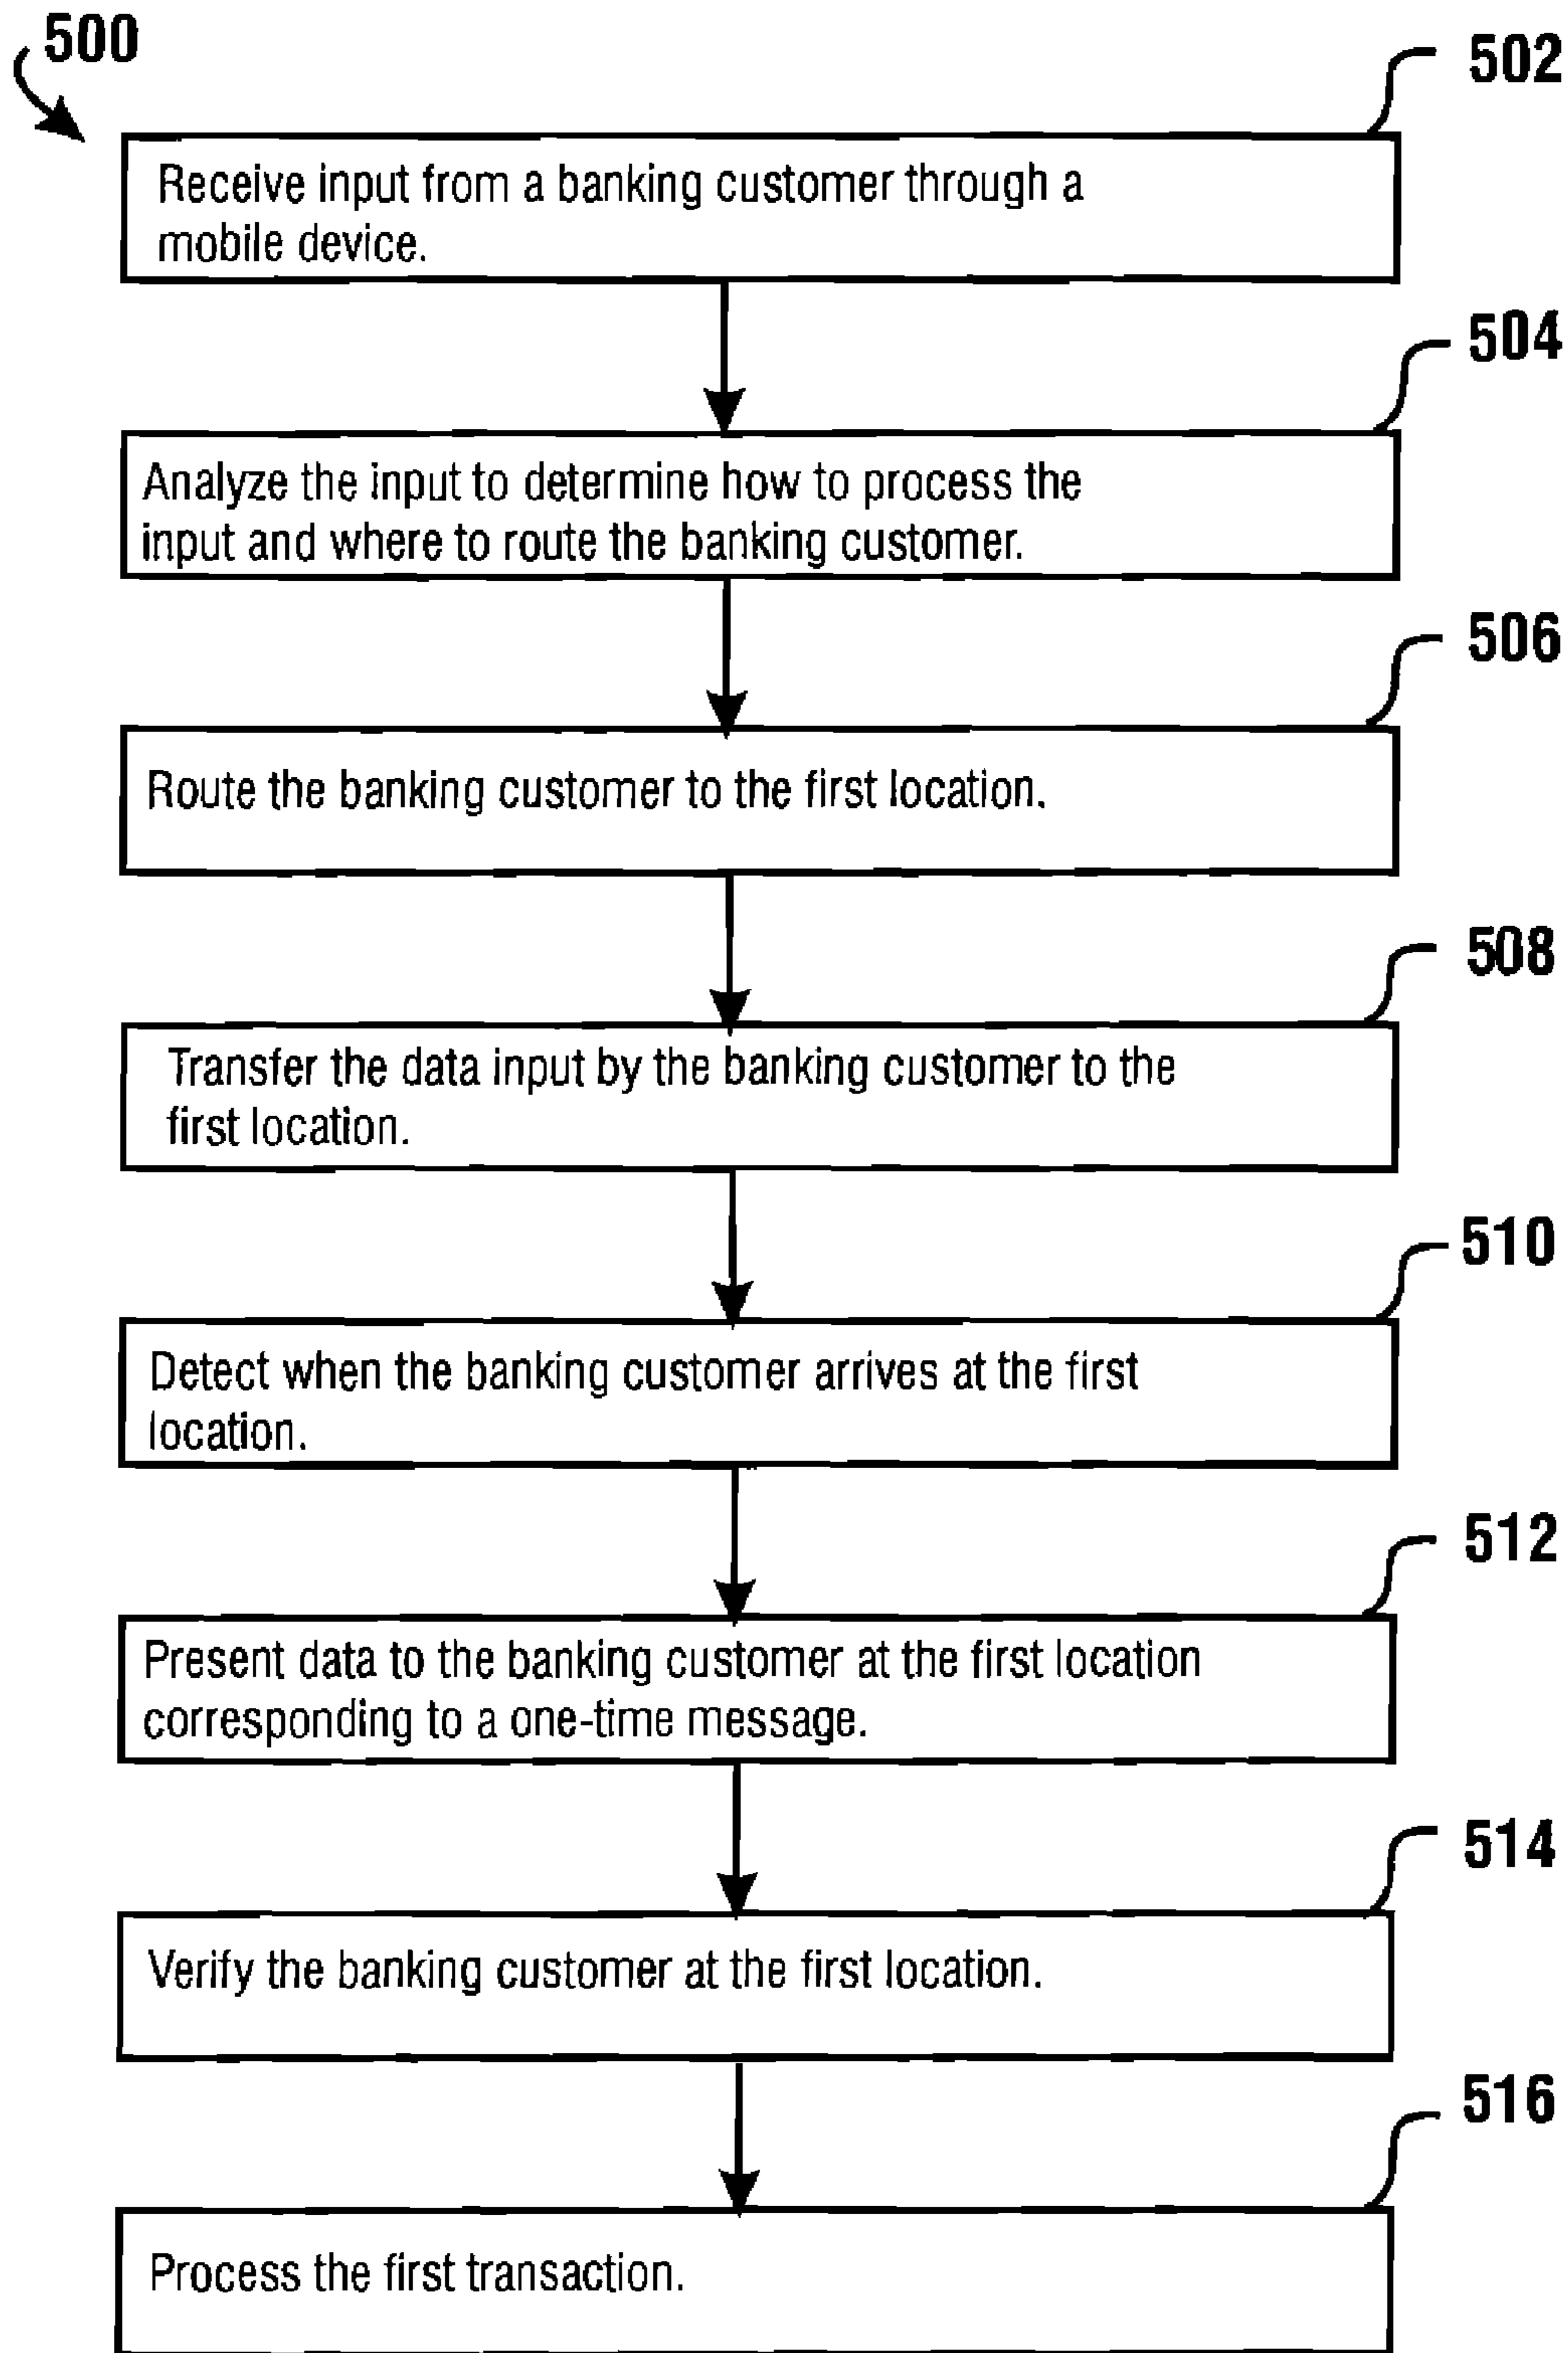 500
502
Receive input from a banking customer through a
mobile device.
504
Analyze the input to determine how to process the
input and where to route the banking customer.
506
Route the banking customer to the first location.
508
Transfer the data input by the banking customer to the
first location.
510
Detect when the banking customer arrives at the first
location.
512
Present data to the banking customer at the first location
corresponding to a one-time message.
514
Verify the banking customer at the first location.
516
Process the first transaction.